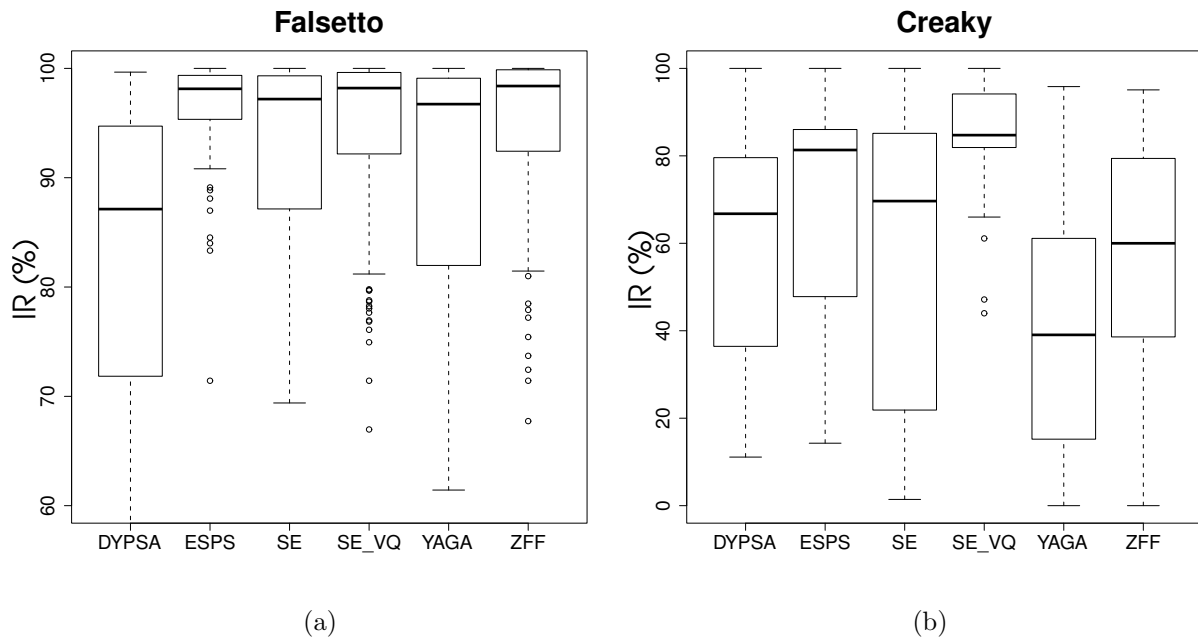 Falsetto
IR (%)
100
90
80
70
60
DYPSA ESPS SE SE_VQ YAGA ZFF
(a)
Creaky
IR (%)
100
80
60
40
20
0
DYPSA ESPS SE SE_VQ YAGA ZFF
(b)